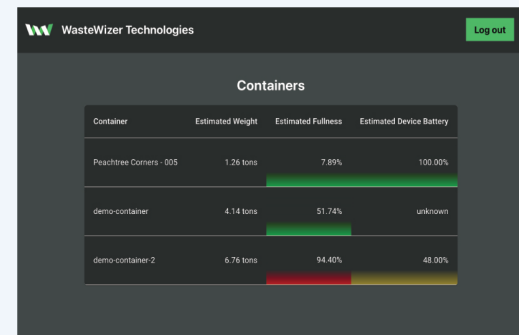 WasteWizer Technologies
Log out
Containers
Container Estimated Weight Estimated Fullness Estimated Device Battery
Peachtree Corners - 005 1.26 tons 7.89% 100.00%
demo-container 4.14 tons 51.74% unknown
demo-container-2 6.76 tons 94.40% 48.00%